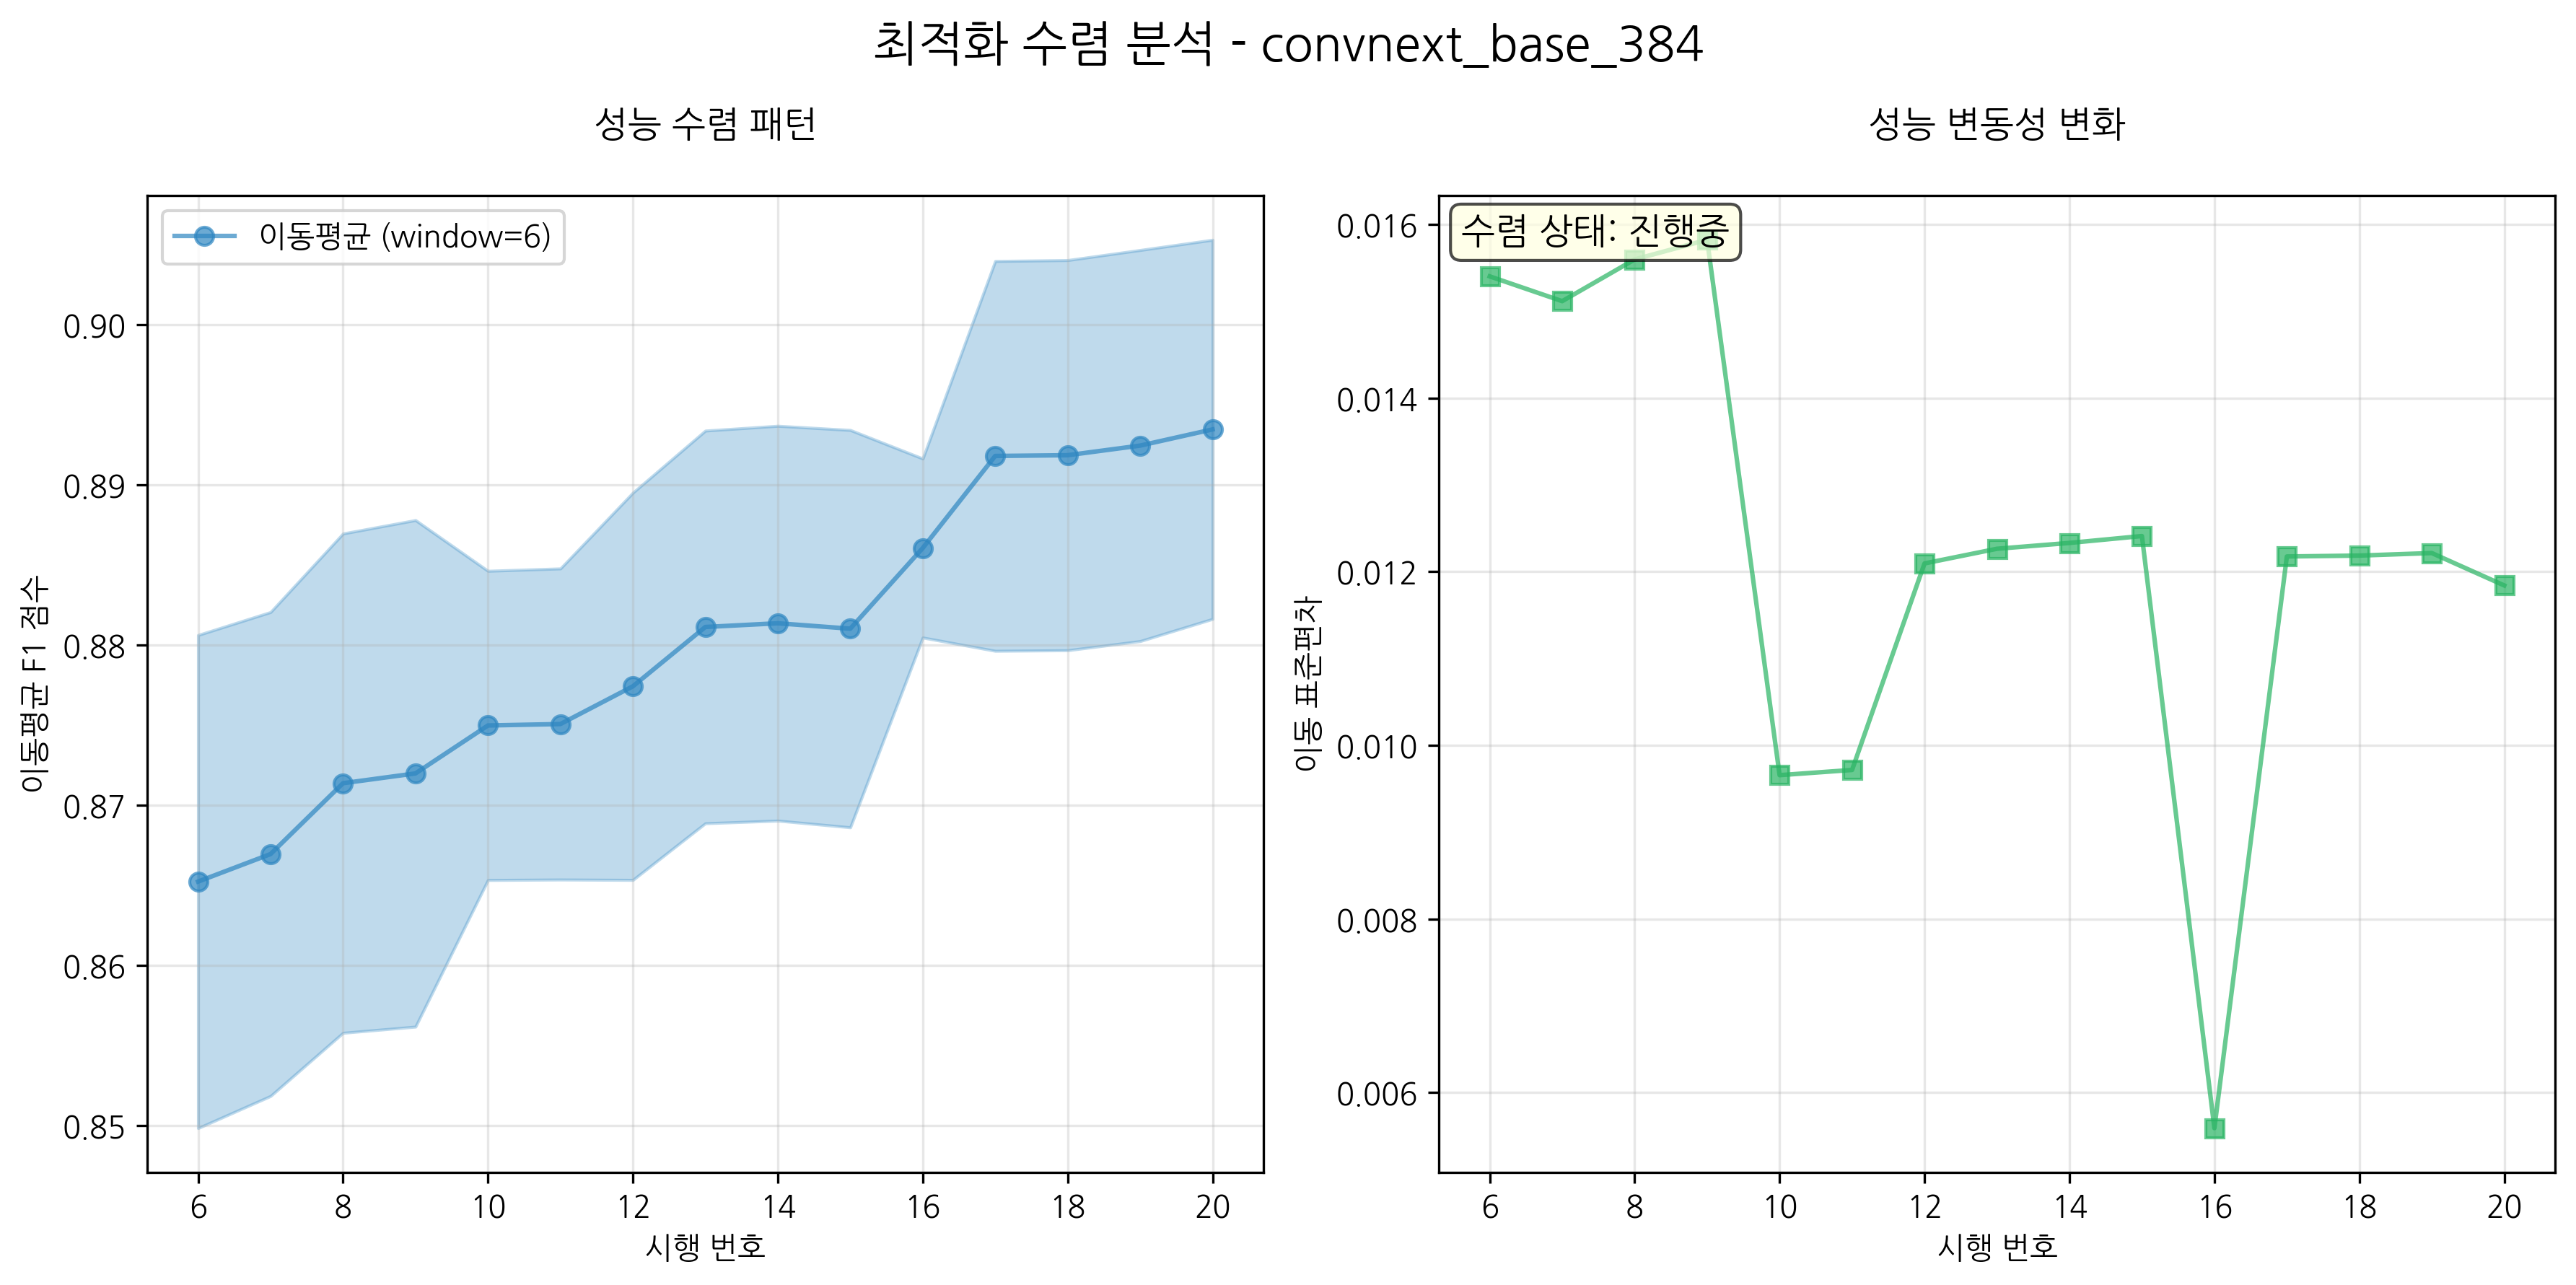 최적화 수렴 분석 - convnext_base_384
성능 수렴 패턴
이동평균 (window=6)
이동평균 F1 점수
0.90
0.89
0.88
0.87
0.86
0.85
6 8 10 12 14 16 18 20
시행 번호
성능 변동성 변화
수렴 상태: 진행중
이동 표준편차
0.016
0.014
0.012
0.010
0.008
0.006
6 8 10 12 14 16 18 20
시행 번호